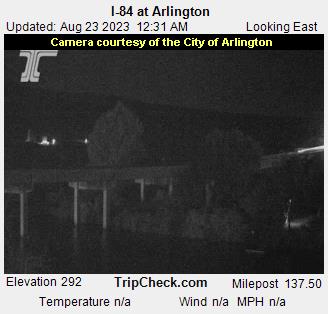 I-84 at Arlington
Updated: Aug 23 2023 12:31 AM Looking East
Camera courtesy of the City of Arlington
Elevation 292 TripCheck.com Milepost 137.50
Temperature n/a Wind n/a MPH n/a